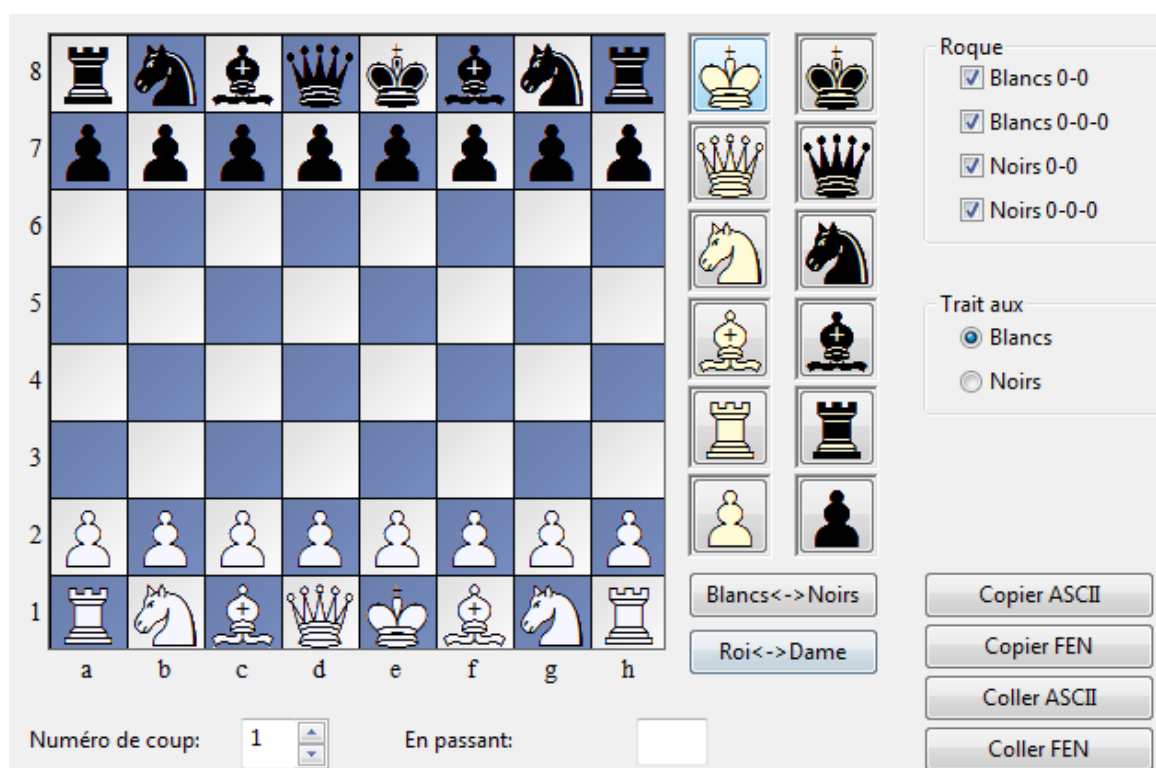 8
7
6
5
4
3
2
1
a b c d e f g h
Numéro de coup: 1 En passant:
Blancs<->Noirs
Roi<->Dame
Roque
Blancs 0-0
Blancs 0-0-0
Noirs 0-0
Noirs 0-0-0
Trait aux
Blancs
Noirs
Copier ASCII
Copier FEN
Coller ASCII
Coller FEN